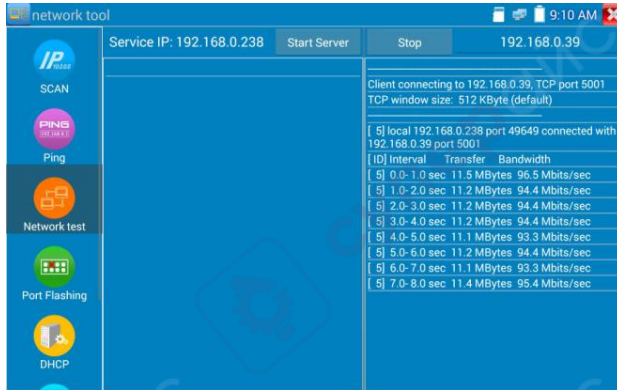 network tool
9:10 AM
Service IP: 192.168.0.238
Start Server
Stop
192.168.0.39
IP
SCAN
PING
Ping
Network test
Port Flashing
DHCP
Client connecting to 192.168.0.39, TCP port 5001
TCP window size: 512 KByte (default)
[ 5] local 192.168.0.238 port 49649 connected with
192.168.0.39 port 5001
[ ID] Interval Transfer Bandwidth
[ 5] 0.0- 1.0 sec 11.5 MBytes 96.5 Mbits/sec
[ 5] 1.0- 2.0 sec 11.2 MBytes 94.4 Mbits/sec
[ 5] 2.0- 3.0 sec 11.2 MBytes 94.4 Mbits/sec
[ 5] 3.0- 4.0 sec 11.2 MBytes 94.4 Mbits/sec
[ 5] 4.0- 5.0 sec 11.1 MBytes 93.3 Mbits/sec
[ 5] 5.0- 6.0 sec 11.2 MBytes 94.4 Mbits/sec
[ 5] 6.0- 7.0 sec 11.1 MBytes 93.3 Mbits/sec
[ 5] 7.0- 8.0 sec 11.4 MBytes 95.4 Mbits/sec